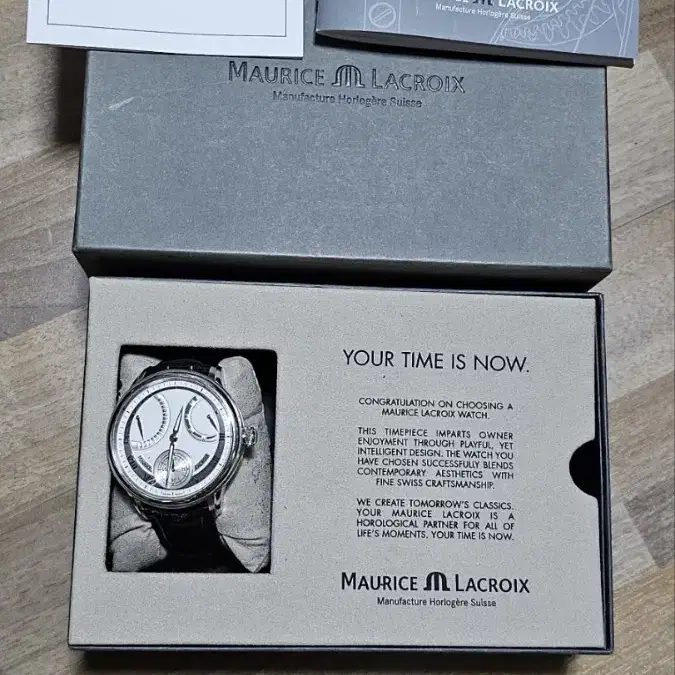 LACROIX
Manufacture Horlogère Suisse
MAURICE LACROIX
Manufacture Horlogère Suisse
YOUR TIME IS NOW.
CONGRATULATION ON CHOOSING A
MAURICE LACROIX WATCH.
THIS TIMEPIECE IMPARTS OWNER
ENJOYMENT THROUGH PLAYFUL, YET
INTELLIGENT DESIGN. THE WATCH YOU
HAVE CHOSEN SUCCESSFULLY BLENDS
CONTEMPORARY AESTHETICS WITH
FINE SWISS CRAFTSMANSHIP.
WE CREATE TOMORROW'S CLASSICS.
YOUR MAURICE LACROIX IS A
HOROLOGICAL PARTNER FOR ALL OF
LIFE'S MOMENTS. YOUR TIME IS NOW.
MAURICE LACROIX
Manufacture Horlogère Suisse